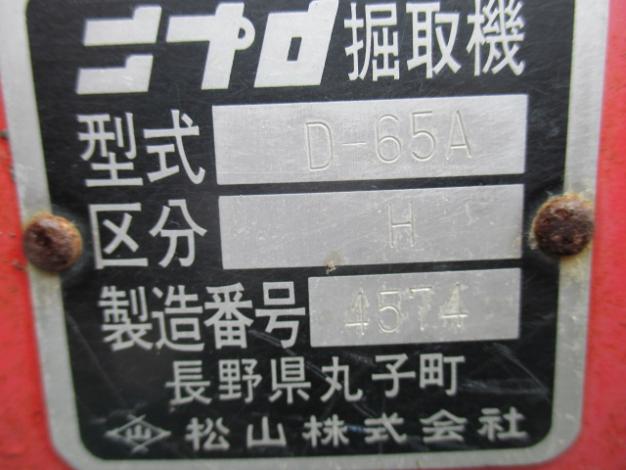 ニプロ掘取機
型式 D-65A
区分 H
製造番号 4574
長野県丸子町
山 松山株式会社